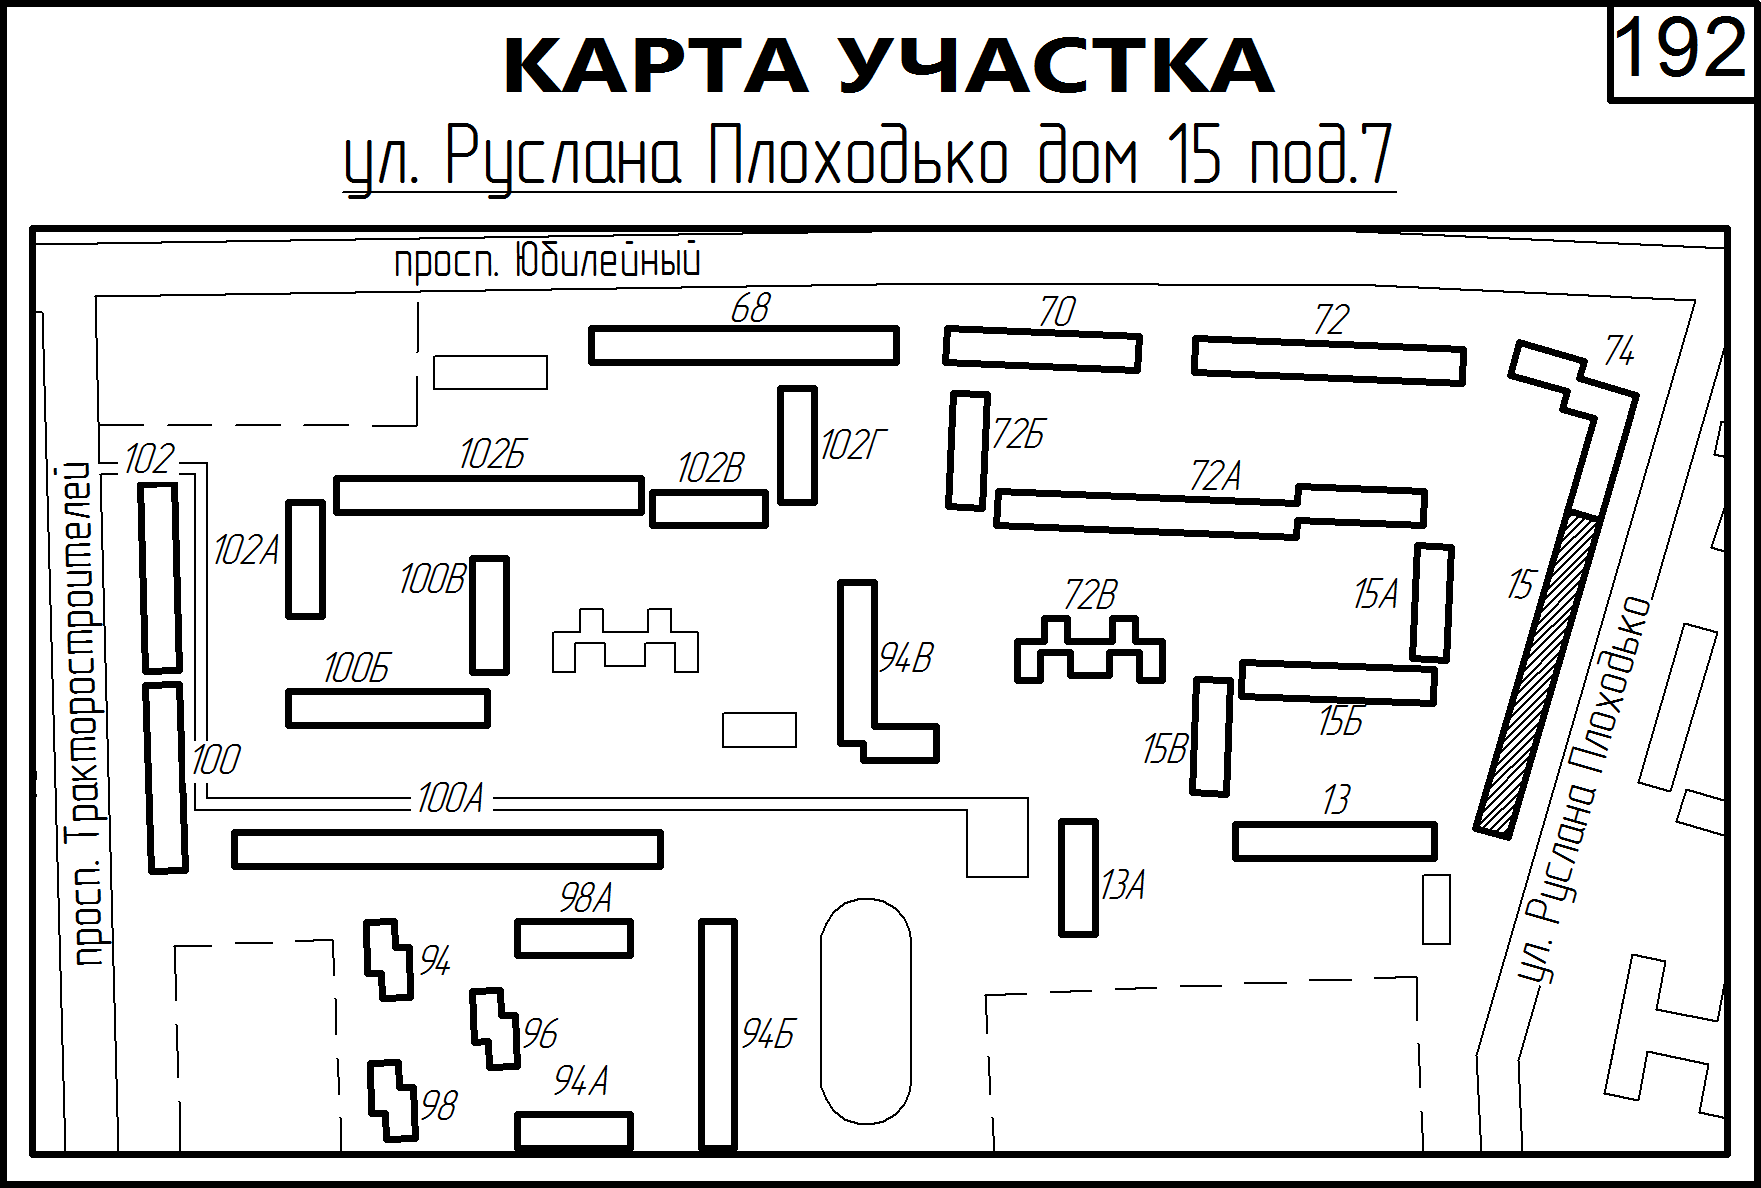 192
КАРТА УЧАСТКА
ул. Руслана Плоходько дом 15 под.7
просп. Юбилейный
68
70
72
74
102
102Б
102В
102Г
72Б
72А
102А
100В
15А
15
72В
100Б
94В
15Б
15В
100
100А
13
просп. Тракторостроителей
ул. Руслана Плоходько
98А
13А
94
96
94Б
94А
98